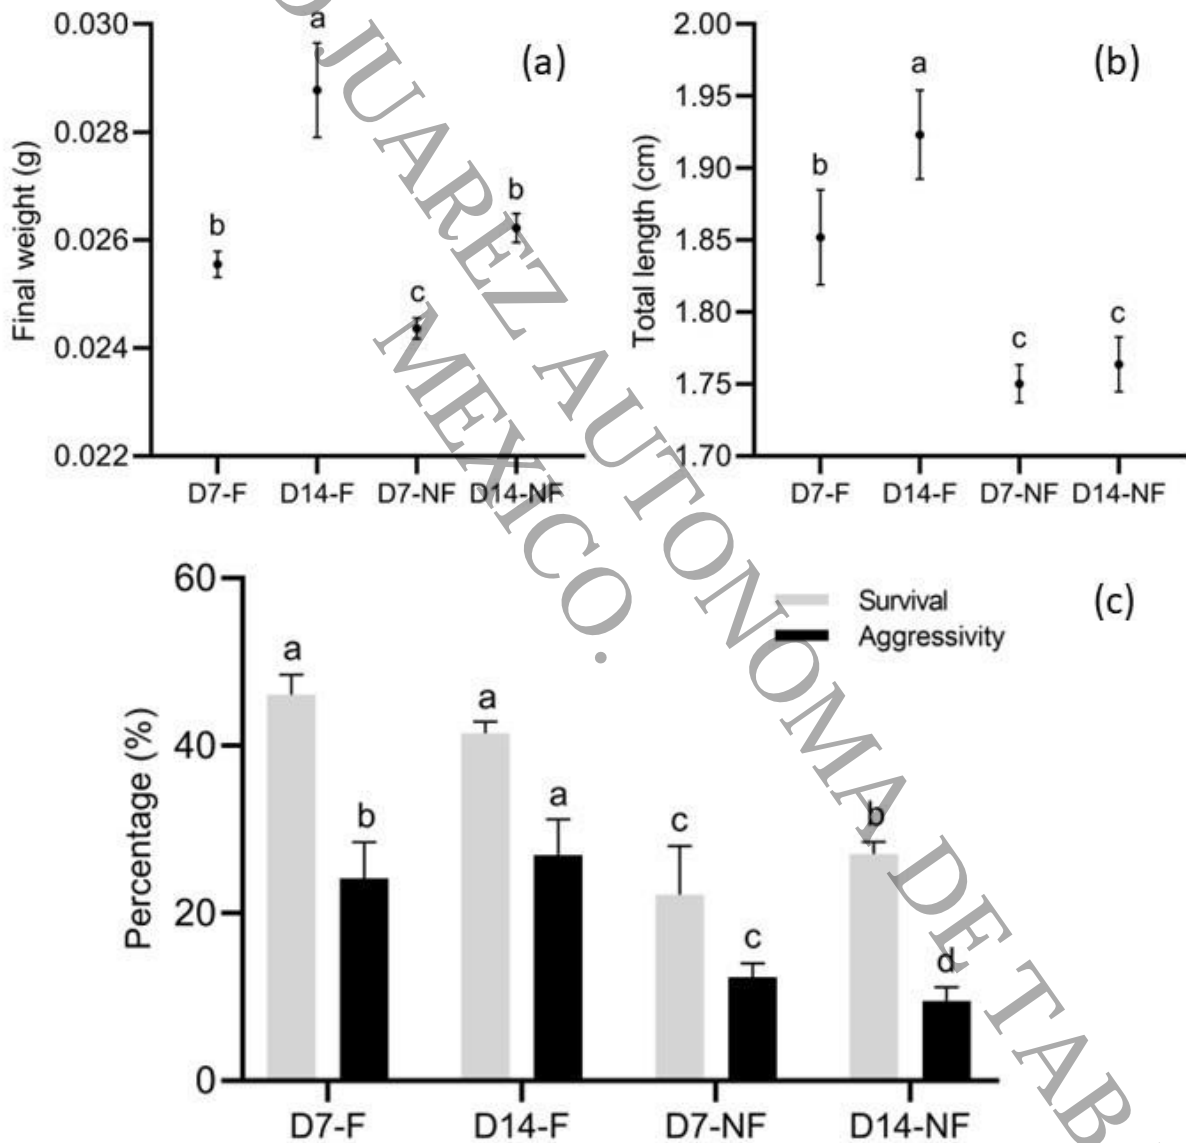 (a)
Final weight (g)
0.030
0.028
0.026
0.024
0.022
b
a
c
b
D7-F D14-F D7-NF D14-NF
(b)
Total length (cm)
2.00
1.95
1.90
1.85
1.80
1.75
1.70
b
a
c
c
D7-F D14-F D7-NF D14-NF
(c)
Survival
Aggressivity
Percentage (%)
60
40
20
0
a
b
a
a
c
c
b
d
D7-F D14-F D7-NF D14-NF
JUAREZ AUTONOMA DE TAB
MEXICO.